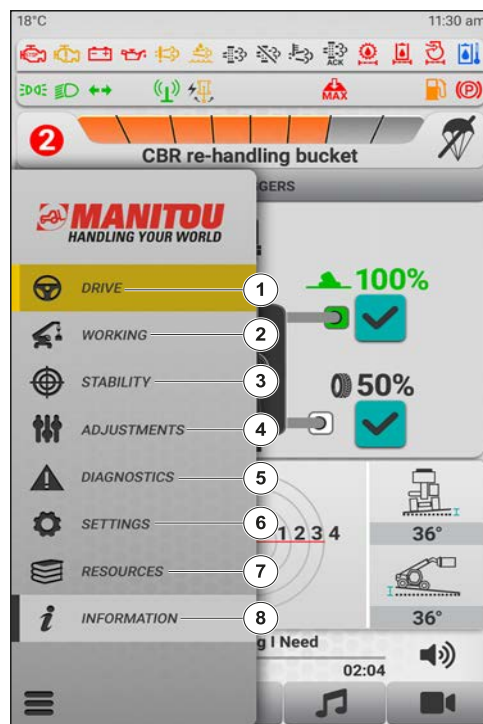 18°C 11:30 am
ACK
MAX
2
CBR re-handling bucket
GGERS
MANITOU
HANDLING YOUR WORLD
100%
DRIVE 1
WORKING 2
STABILITY 3
50%
ADJUSTMENTS 4
DIAGNOSTICS 5
SETTINGS 6
1 2 3 4
36°
RESOURCES 7
INFORMATION 8
36°
g I Need
02:04